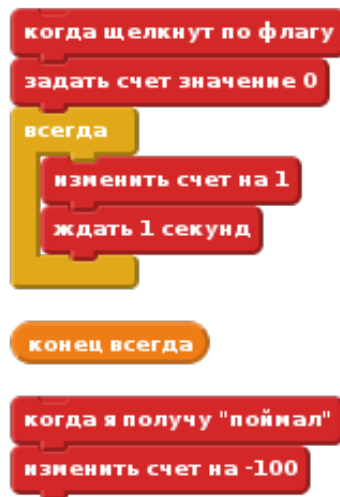 когда щелкнут по флагу
задать счет значение 0
всегда
изменить счет на 1
ждать 1 секунд
конец всегда
когда я получу "поймал"
изменить счет на -100